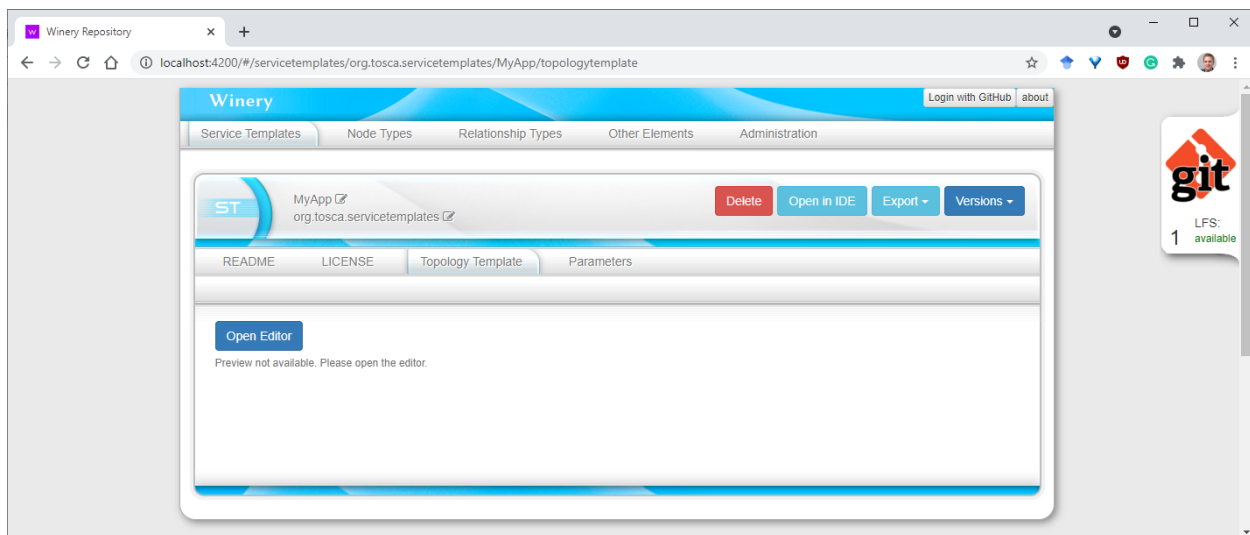 w Winery Repository
localhost:4200/#/servicetemplates/org.tosca.servicetemplates/MyApp/topologytemplate
Winery
Login with GitHub about
Service Templates Node Types Relationship Types Other Elements Administration
git
LFS:
1 available
ST
MyApp
org.tosca.servicetemplates
Delete Open in IDE Export Versions
README LICENSE Topology Template Parameters
Open Editor
Preview not available. Please open the editor.